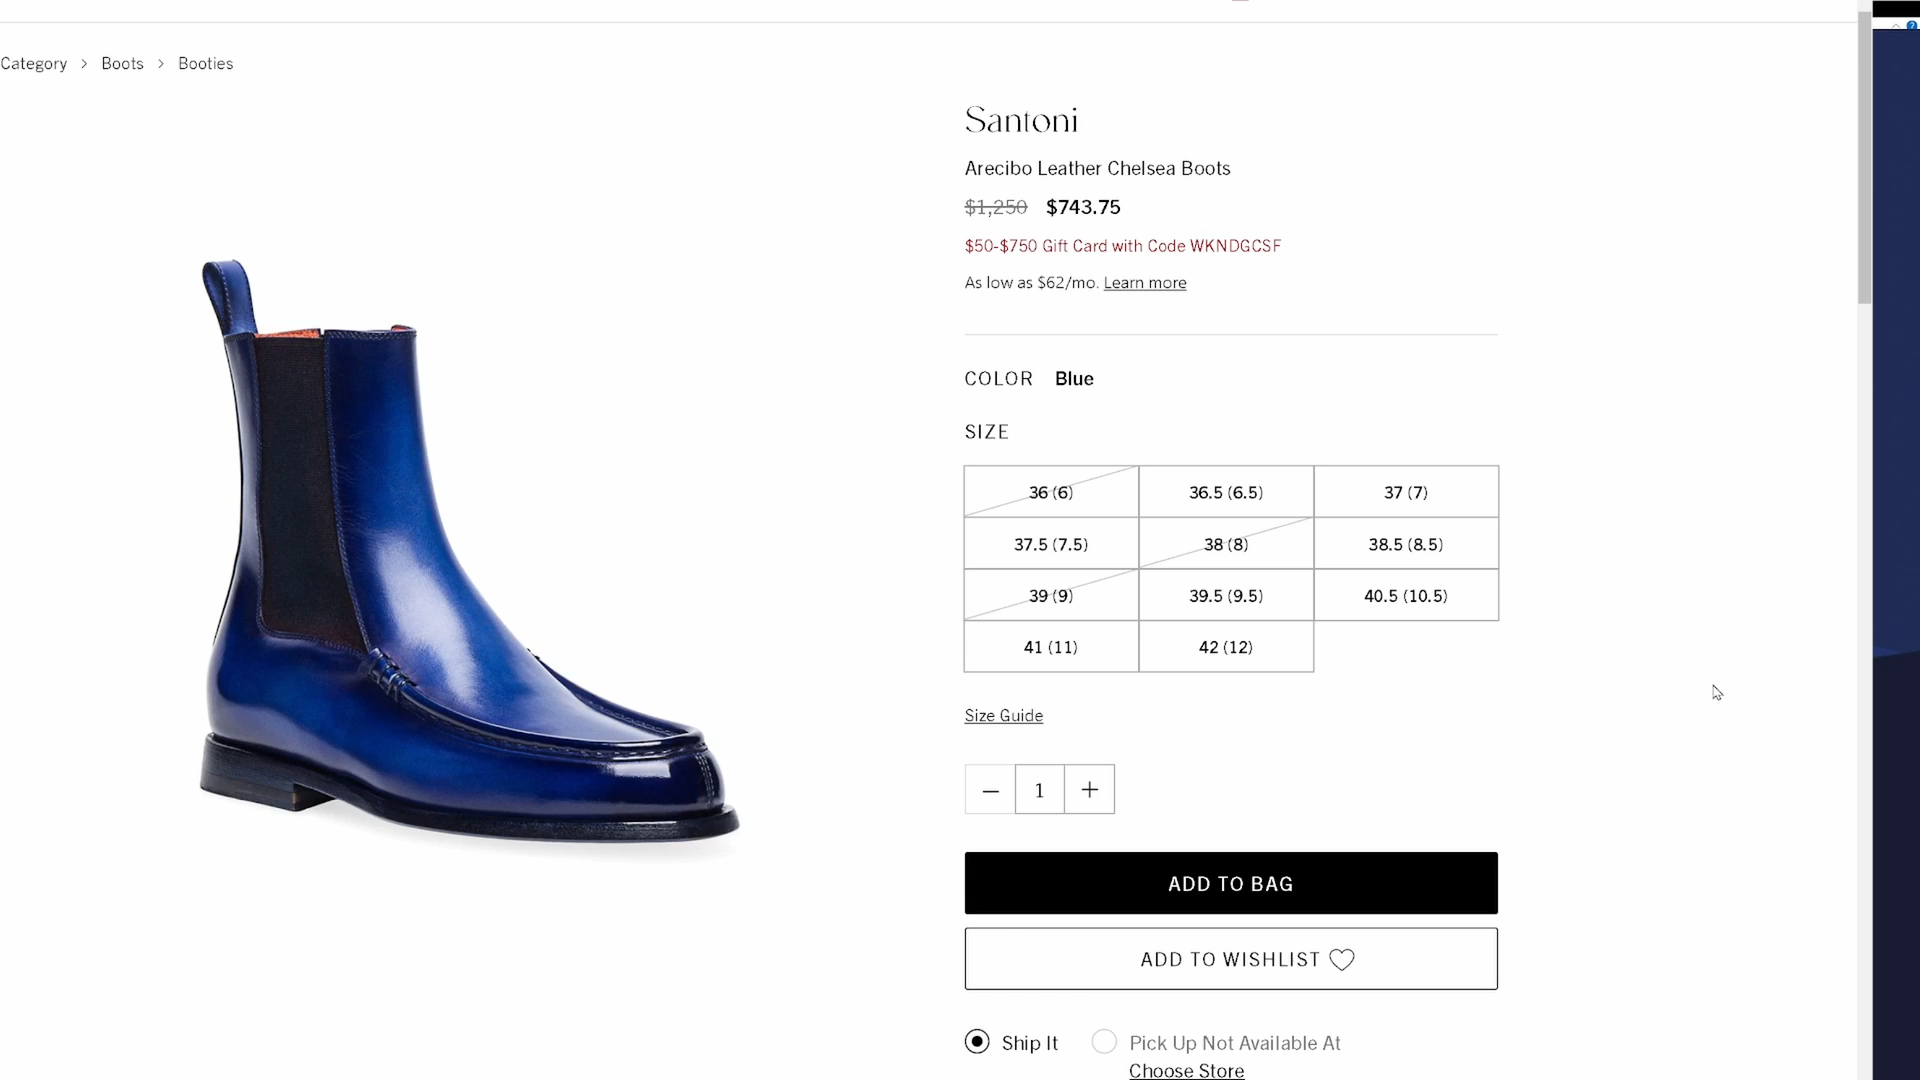 Category > Boots > Booties
Santoni
Arecibo Leather Chelsea Boots
$1,250 $743.75
$50-$750 Gift Card with Code WKNDGCSF
As low as $62/mo. Learn more
COLOR Blue
SIZE
36 (6) 36.5 (6.5) 37 (7)
37.5 (7.5) 38 (8) 38.5 (8.5)
39 (9) 39.5 (9.5) 40.5 (10.5)
41 (11) 42 (12)
Size Guide
— 1 +
ADD TO BAG
ADD TO WISHLIST
Ship It Pick Up Not Available At
Choose Store